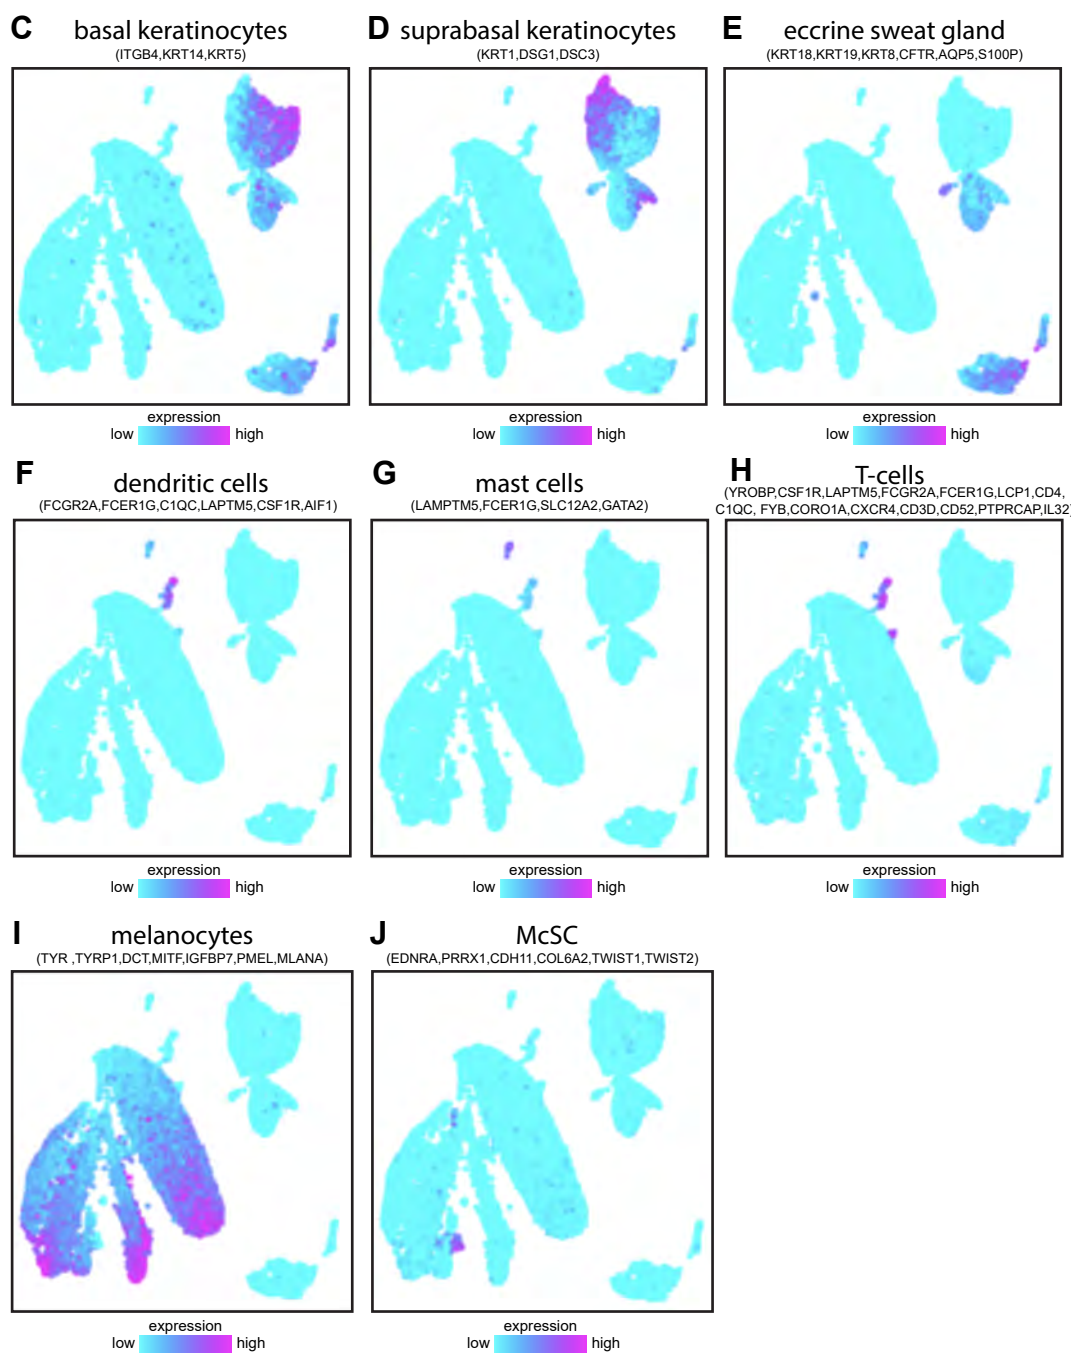 C basal keratinocytes
(ITGB4,KRT14,KRT5)
D suprabasal keratinocytes
(KRT1,DSG1,DSC3)
E eccrine sweat gland
(KRT18,KRT19,KRT8,CFTR,AQP5,S100P)
expression
low high
expression
low high
expression
low high
F dendritic cells
(FCGR2A,FCER1G,C1QC,LAPTM5,CSF1R,AIF1)
G mast cells
(LAMPTM5,FCER1G,SLC12A2,GATA2)
H T-cells
(YROBP,CSF1R,LAPTM5,FCGR2A,FCER1G,LCP1,CD4,
C1QC, FYB,CORO1A,CXCR4,CD3D,CD52,PTPRCAP,IL32)
expression
low high
expression
low high
expression
low high
I melanocytes
(TYR ,TYRP1,DCT,MITF,IGFBP7,PMEL,MLANA)
J McSC
(EDNRA,PRRX1,CDH11,COL6A2,TWIST1,TWIST2)
expression
low high
expression
low high